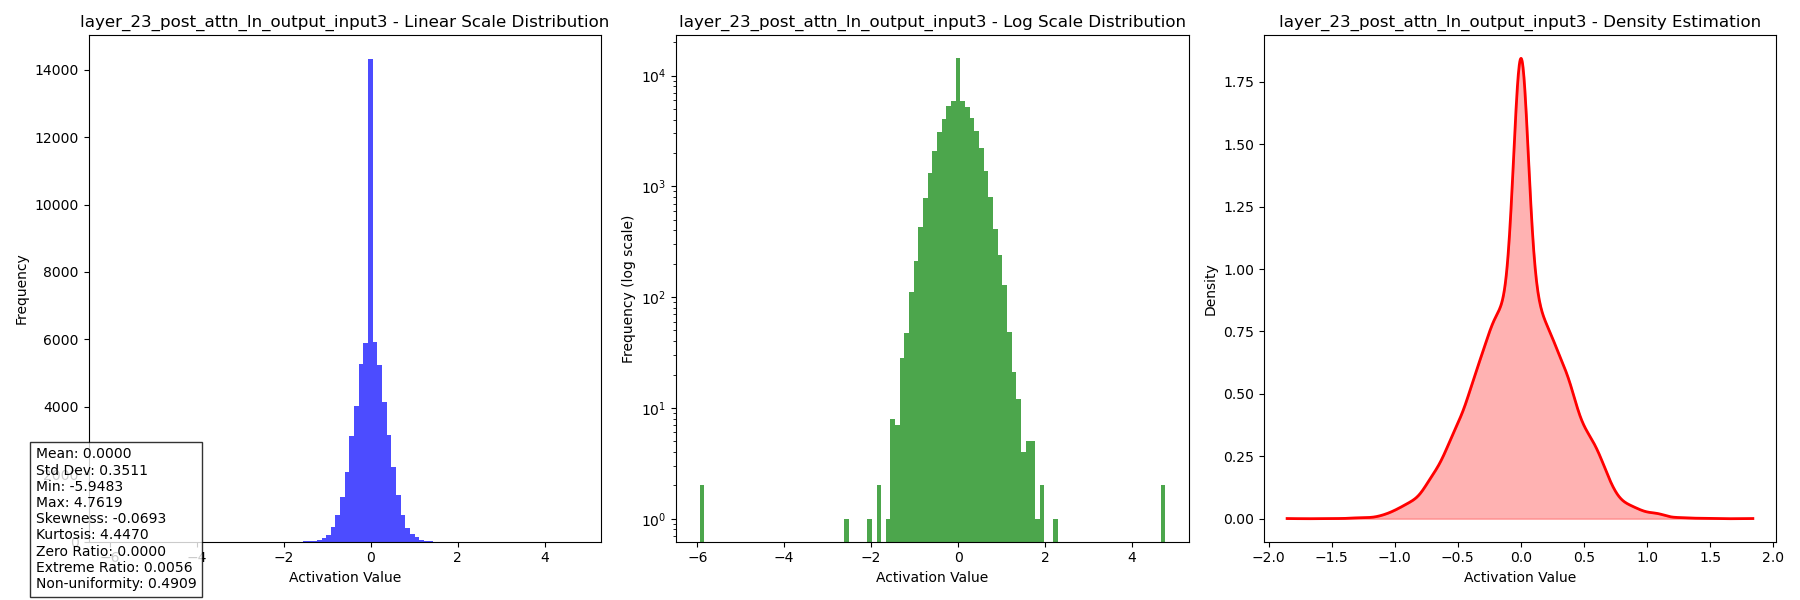 layer_23_post_attn_ln_output_input3 - Linear Scale Distribution
14000
12000
10000
8000
6000
4000
2000
0
Frequency
−6
−4
−2
0
2
4
Activation Value
Mean: 0.0000
Std Dev: 0.3511
Min: -5.9483
Max: 4.7619
Skewness: -0.0693
Kurtosis: 4.4470
Zero Ratio: 0.0000
Extreme Ratio: 0.0056
Non-uniformity: 0.4909
layer_23_post_attn_ln_output_input3 - Log Scale Distribution
10⁴
10³
10²
10¹
10⁰
Frequency (log scale)
−6
−4
−2
0
2
4
Activation Value
layer_23_post_attn_ln_output_input3 - Density Estimation
1.75
1.50
1.25
1.00
0.75
0.50
0.25
0.00
Density
−2.0
−1.5
−1.0
−0.5
0.0
0.5
1.0
1.5
2.0
Activation Value